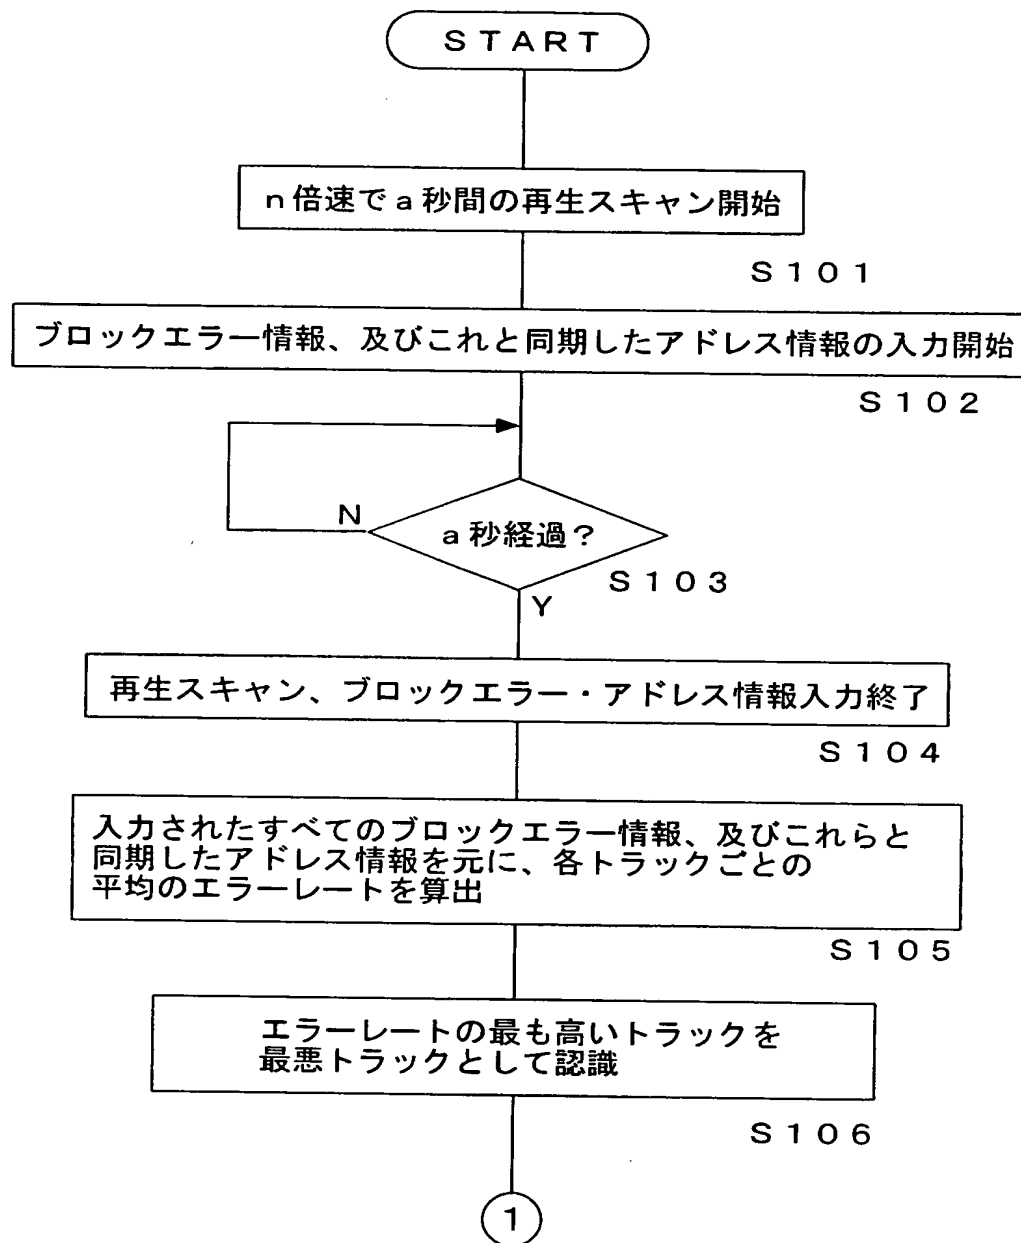 START
n倍速でa秒間の再生スキャン開始
S101
ブロックエラー情報、及びこれと同期したアドレス情報の入力開始
S102
N
a秒経過？
S103
Y
再生スキャン、ブロックエラー・アドレス情報入力終了
S104
入力されたすべてのブロックエラー情報、及びこれらと
同期したアドレス情報を元に、各トラックごとの
平均のエラーレートを算出
S105
エラーレートの最も高いトラックを
最悪トラックとして認識
S106
1